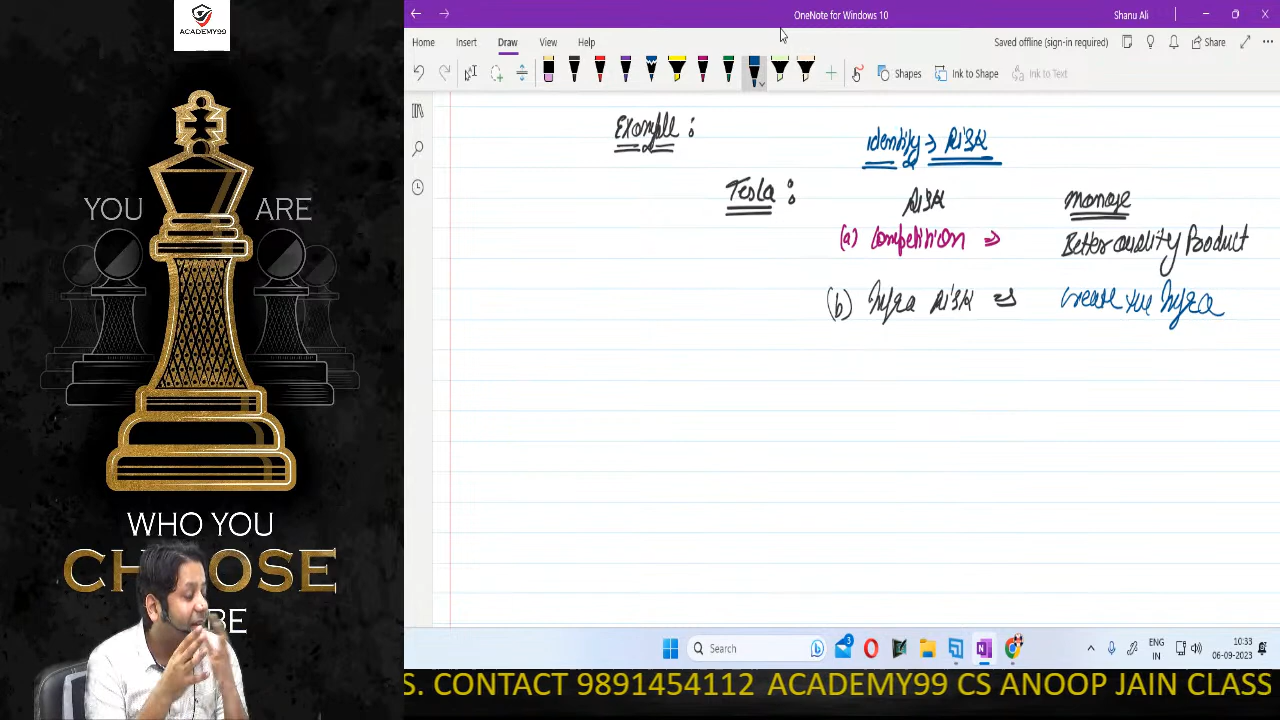 ACADEMY99
YOU ARE
WHO YOU
CHOOSE
BE
OneNote for Windows 10
Shanu Ali
Home Insert Draw View Help
Saved offline (sign-in required)
Share
Shapes Ink to Shape Ink to Text
Example :
Identify → Risk
Tesla :
Risk Manage
(a) Competition ⇒ Better quality Product
(b) Infra Risk ⇒ Create the Infra
Search
3
ENG
IN
10:33
06-09-2023
S. CONTACT 9891454112 ACADEMY99 CS ANOOP JAIN CLASS